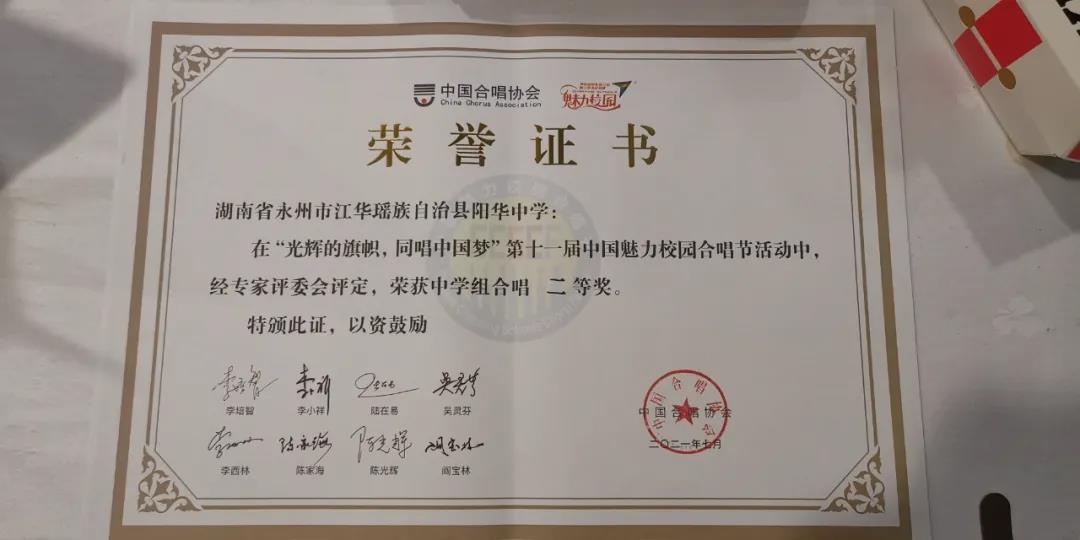 中国合唱协会
China Chorus Association
魅力校园
荣誉证书
湖南省永州市江华瑶族自治县阳华中学：
在“光辉的旗帜，同唱中国梦”第十一届中国魅力校园合唱节活动中，
经专家评委会评定，荣获中学组合唱 二 等奖。
特颁此证，以资鼓励
李培智 李小祥 陆在易 吴灵芬
李西林 陈家海 陈光辉 阎宝林
中国合唱协会
中国合唱协会
二〇二一年七月